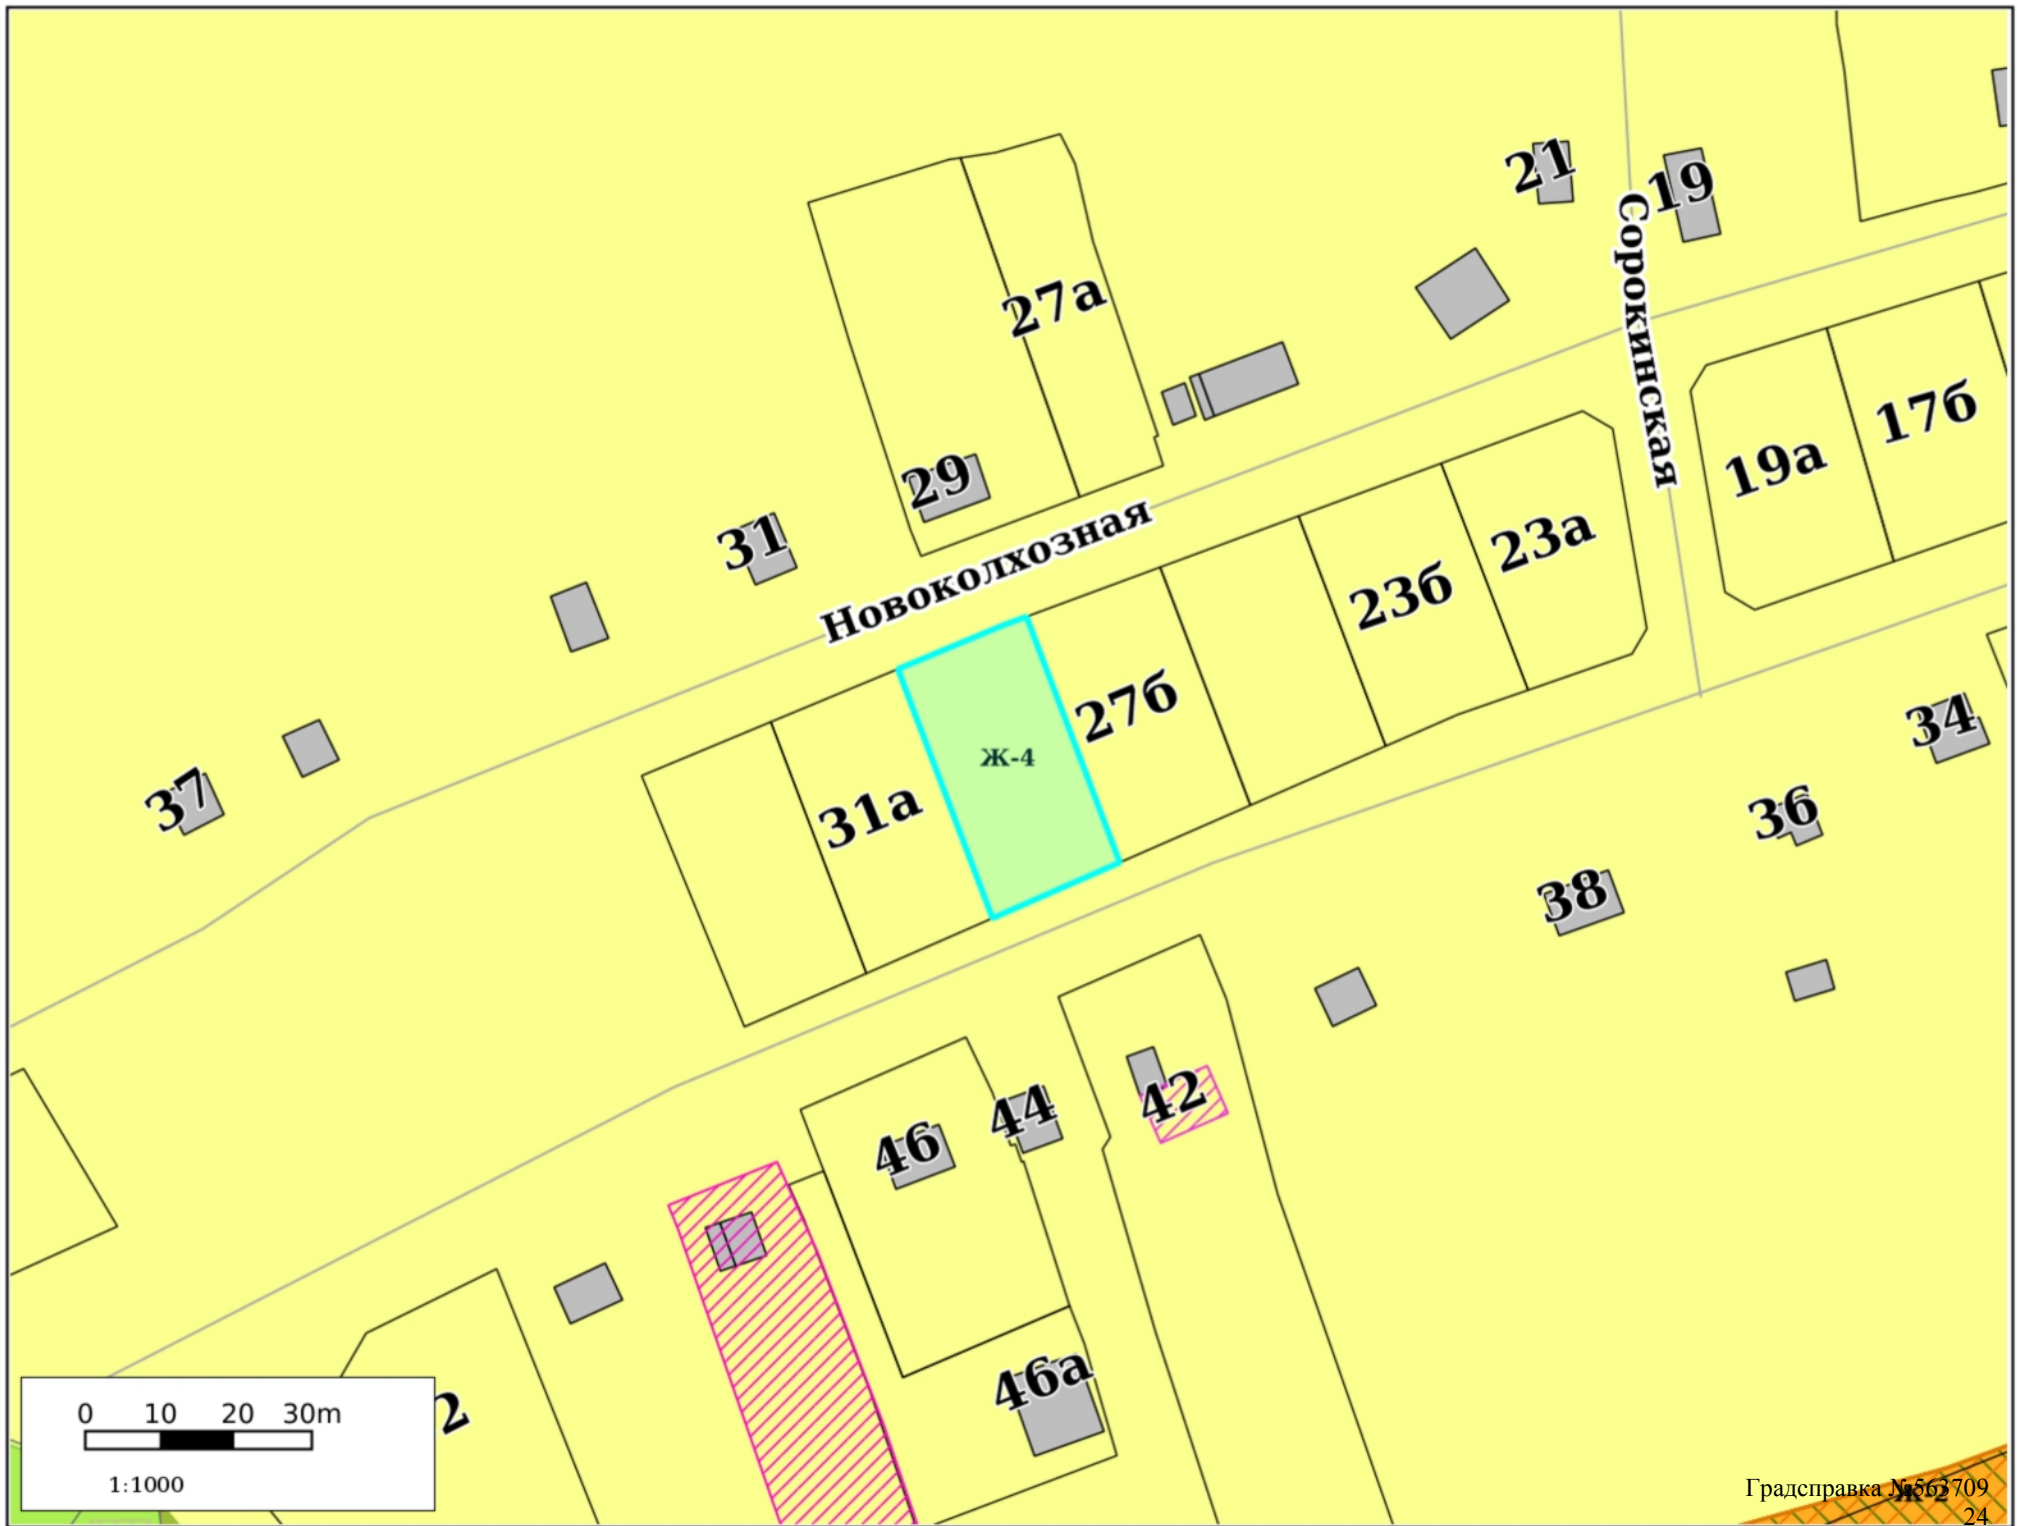 21
19
Сорокинская
27а
29
31
Новоколхозная
19а
17б
23а
23б
27б
Ж-4
31а
37
34
36
38
42
44
46
46а
2
0 10 20 30m
1:1000
Ж-2
Градсправка №563709
24